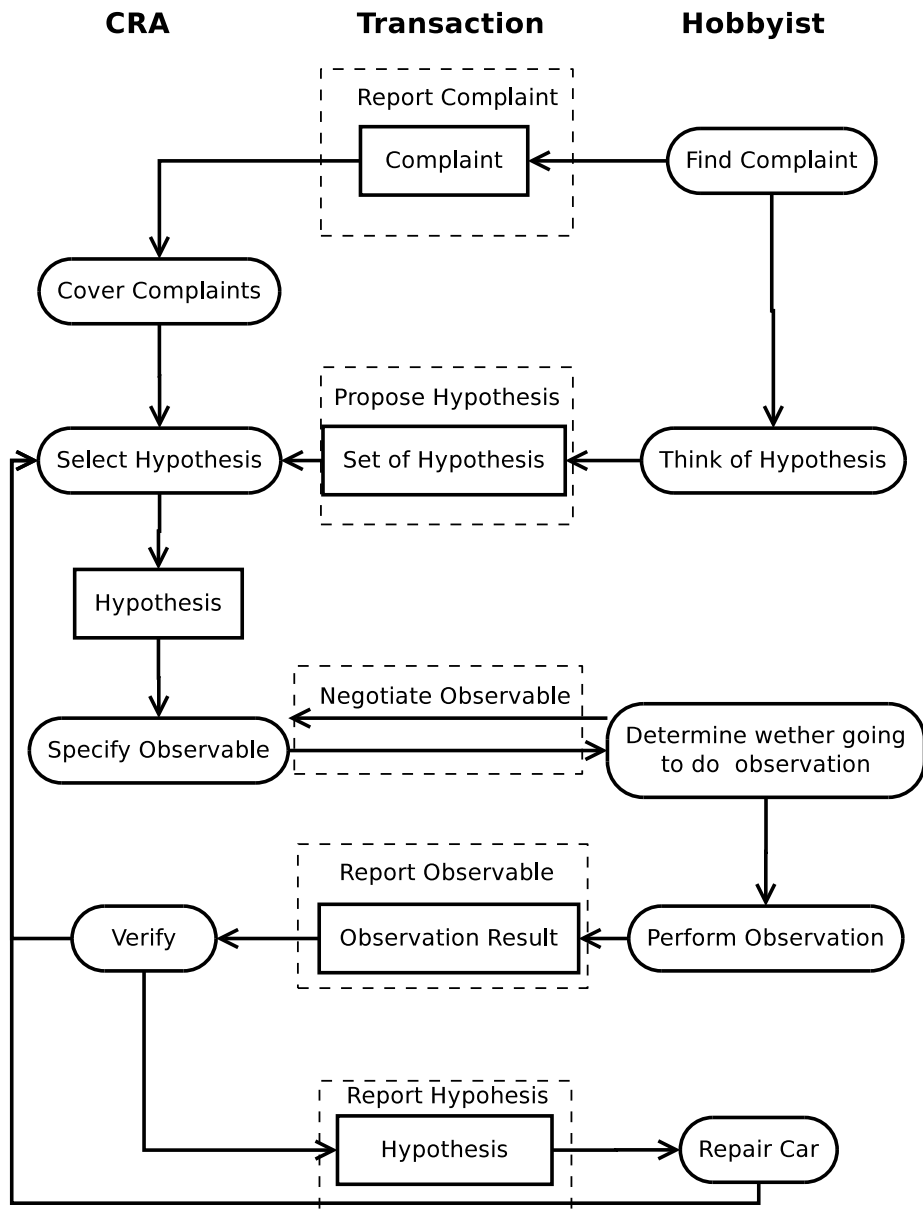 CRA Transaction Hobbyist
Report Complaint
Complaint
Find Complaint
Cover Complaints
Propose Hypothesis
Select Hypothesis
Set of Hypothesis
Think of Hypothesis
Hypothesis
Negotiate Observable
Specify Observable
Determine wether going
to do observation
Report Observable
Verify
Observation Result
Perform Observation
Report Hypohesis
Hypothesis
Repair Car